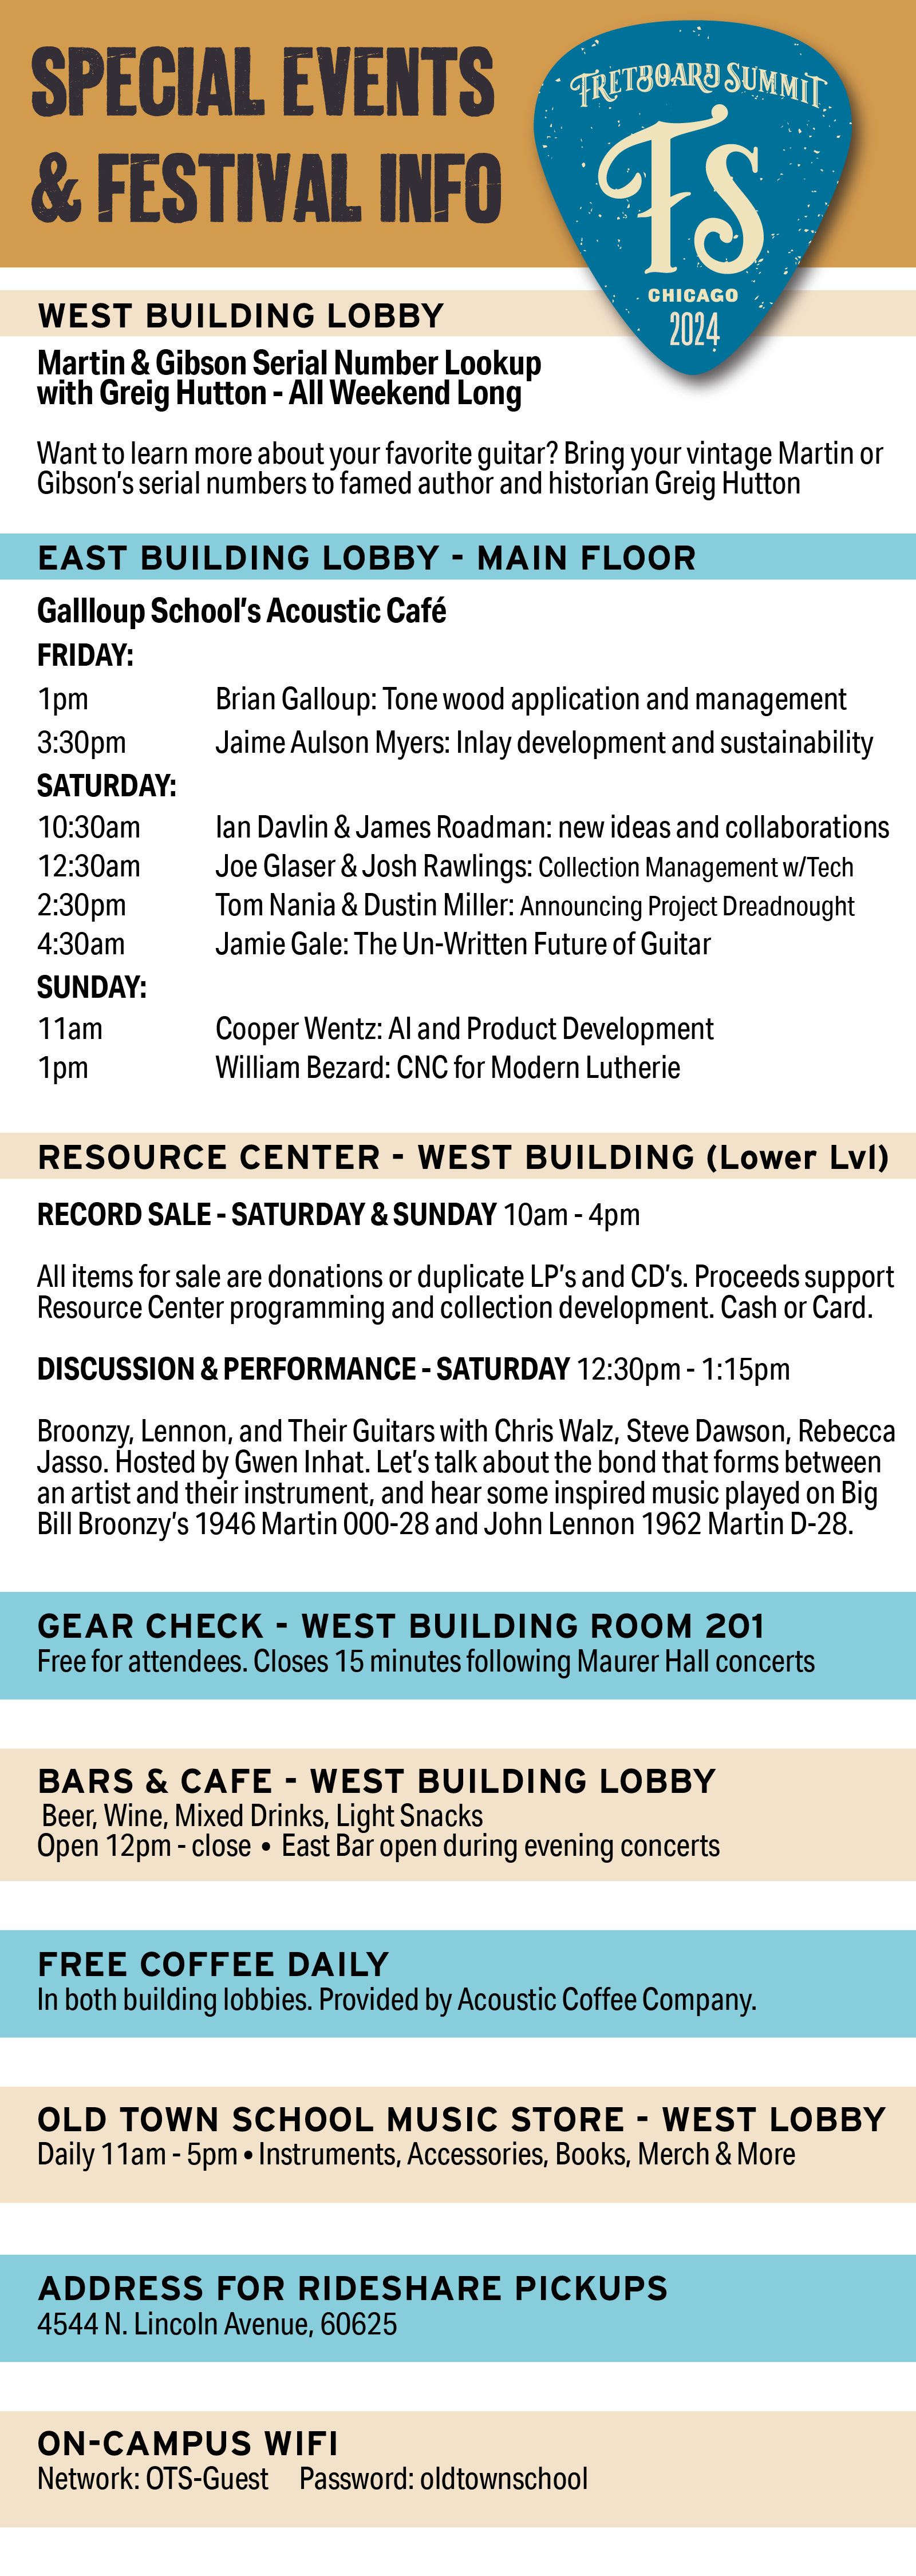 SPECIAL EVENTS
& FESTIVAL INFO
FRETBOARD SUMMIT
FS
CHICAGO
2024
WEST BUILDING LOBBY
Martin & Gibson Serial Number Lookup
with Greig Hutton - All Weekend Long
Want to learn more about your favorite guitar? Bring your vintage Martin or
Gibson's serial numbers to famed author and historian Greig Hutton
EAST BUILDING LOBBY - MAIN FLOOR
Gallloup School's Acoustic Café
FRIDAY:
1pm Brian Galloup: Tone wood application and management
3:30pm Jaime Aulson Myers: Inlay development and sustainability
SATURDAY:
10:30am Ian Davlin & James Roadman: new ideas and collaborations
12:30am Joe Glaser & Josh Rawlings: Collection Management w/Tech
2:30pm Tom Nania & Dustin Miller: Announcing Project Dreadnought
4:30am Jamie Gale: The Un-Written Future of Guitar
SUNDAY:
11am Cooper Wentz: AI and Product Development
1pm William Bezard: CNC for Modern Lutherie
RESOURCE CENTER - WEST BUILDING (Lower Lvl)
RECORD SALE - SATURDAY & SUNDAY 10am - 4pm
All items for sale are donations or duplicate LP's and CD's. Proceeds support
Resource Center programming and collection development. Cash or Card.
DISCUSSION & PERFORMANCE - SATURDAY 12:30pm - 1:15pm
Broonzy, Lennon, and Their Guitars with Chris Walz, Steve Dawson, Rebecca
Jasso. Hosted by Gwen Inhat. Let's talk about the bond that forms between
an artist and their instrument, and hear some inspired music played on Big
Bill Broonzy's 1946 Martin 000-28 and John Lennon 1962 Martin D-28.
GEAR CHECK - WEST BUILDING ROOM 201
Free for attendees. Closes 15 minutes following Maurer Hall concerts
BARS & CAFE - WEST BUILDING LOBBY
Beer, Wine, Mixed Drinks, Light Snacks
Open 12pm - close • East Bar open during evening concerts
FREE COFFEE DAILY
In both building lobbies. Provided by Acoustic Coffee Company.
OLD TOWN SCHOOL MUSIC STORE - WEST LOBBY
Daily 11am - 5pm • Instruments, Accessories, Books, Merch & More
ADDRESS FOR RIDESHARE PICKUPS
4544 N. Lincoln Avenue, 60625
ON-CAMPUS WIFI
Network: OTS-Guest Password: oldtownschool